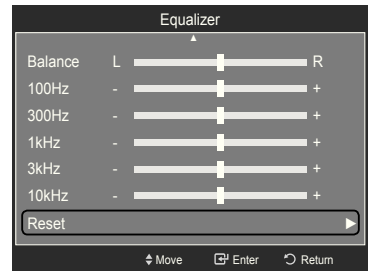 Equalizer
Balance L R
100Hz - +
300Hz - +
1kHz - +
3kHz - +
10kHz - +
Reset
Move Enter Return